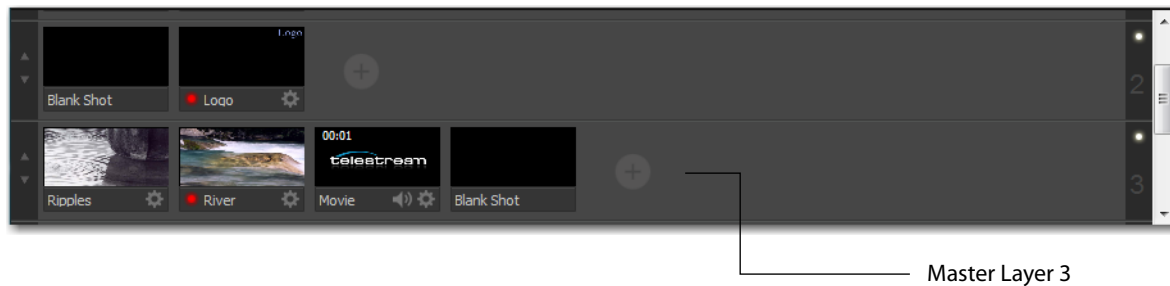 Logo
Blank Shot
Logo
2
00:01
telestream
Ripples
River
Movie
Blank Shot
3
Master Layer 3